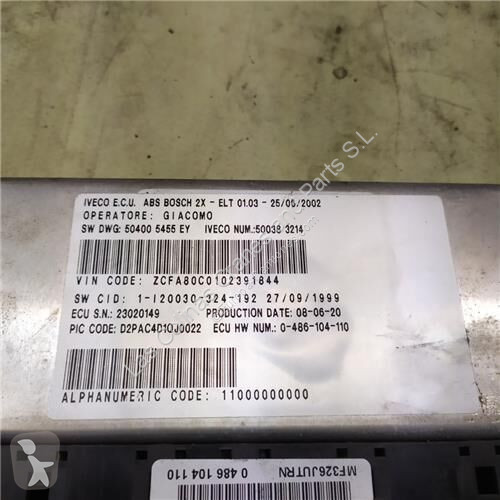 IVECO E.C.U. ABS BOSCH 2X - ELT 01.03 - 25/05/2002
OPERATORE: GIACOMO
SW DWG: 50400 5455 EY IVECO NUM.:50038 3214
VIN CODE: ZCFA80C0102391844
SW CID: 1-I20030-324-192 27/09/1999
ECU S.N.: 23020149 PRODUCTION DATE: 08-06-20
PIC CODE: D2PAC4D10J0022 ECU HW NUM.: 0-486-104-110
ALPHANUMERIC CODE: 11000000000
0 486 104 110
MF326JUTRN
Parts S.L.